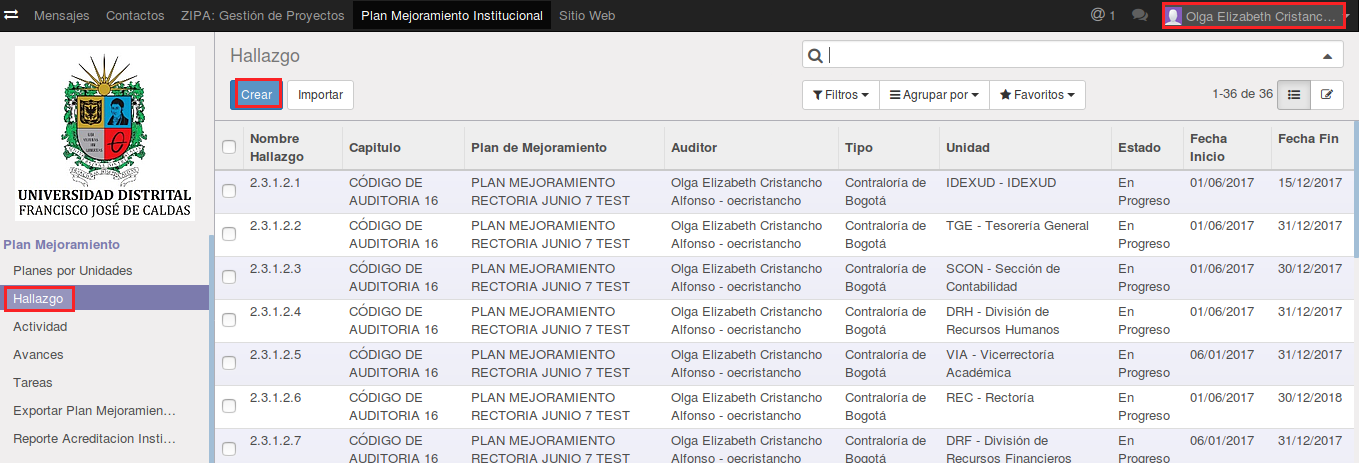 Mensajes Contactos ZIPA: Gestión de Proyectos Plan Mejoramiento Institucional Sitio Web @ 1 Olga Elizabeth Cristanc...
UNIVERSIDAD DISTRITAL
FRANCISCO JOSÉ DE CALDAS
Plan Mejoramiento
Planes por Unidades
Hallazgo
Actividad
Avances
Tareas
Exportar Plan Mejoramien...
Reporte Acreditacion Insti...
Hallazgo
Crear Importar Filtros Agrupar por Favoritos 1-36 de 36
Nombre Hallazgo Capitulo Plan de Mejoramiento Auditor Tipo Unidad Estado Fecha Inicio Fecha Fin
2.3.1.2.1 CÓDIGO DE AUDITORIA 16 PLAN MEJORAMIENTO RECTORIA JUNIO 7 TEST Olga Elizabeth Cristancho Alfonso - oecristancho Contraloría de Bogotá IDEXUD - IDEXUD En Progreso 01/06/2017 15/12/2017
2.3.1.2.2 CÓDIGO DE AUDITORIA 16 PLAN MEJORAMIENTO RECTORIA JUNIO 7 TEST Olga Elizabeth Cristancho Alfonso - oecristancho Contraloría de Bogotá TGE - Tesorería General En Progreso 01/06/2017 31/12/2017
2.3.1.2.3 CÓDIGO DE AUDITORIA 16 PLAN MEJORAMIENTO RECTORIA JUNIO 7 TEST Olga Elizabeth Cristancho Alfonso - oecristancho Contraloría de Bogotá SCON - Sección de Contabilidad En Progreso 01/06/2017 30/12/2017
2.3.1.2.4 CÓDIGO DE AUDITORIA 16 PLAN MEJORAMIENTO RECTORIA JUNIO 7 TEST Olga Elizabeth Cristancho Alfonso - oecristancho Contraloría de Bogotá DRH - División de Recursos Humanos En Progreso 01/06/2017 31/12/2017
2.3.1.2.5 CÓDIGO DE AUDITORIA 16 PLAN MEJORAMIENTO RECTORIA JUNIO 7 TEST Olga Elizabeth Cristancho Alfonso - oecristancho Contraloría de Bogotá VIA - Vicerrectoría Académica En Progreso 06/01/2017 31/12/2017
2.3.1.2.6 CÓDIGO DE AUDITORIA 16 PLAN MEJORAMIENTO RECTORIA JUNIO 7 TEST Olga Elizabeth Cristancho Alfonso - oecristancho Contraloría de Bogotá REC - Rectoría En Progreso 01/06/2017 30/12/2018
2.3.1.2.7 CÓDIGO DE AUDITORIA 16 PLAN MEJORAMIENTO RECTORIA JUNIO 7 TEST Olga Elizabeth Cristancho Alfonso - oecristancho Contraloría de Bogotá DRF - División de Recursos Financieros En Progreso 06/01/2017 31/12/2017